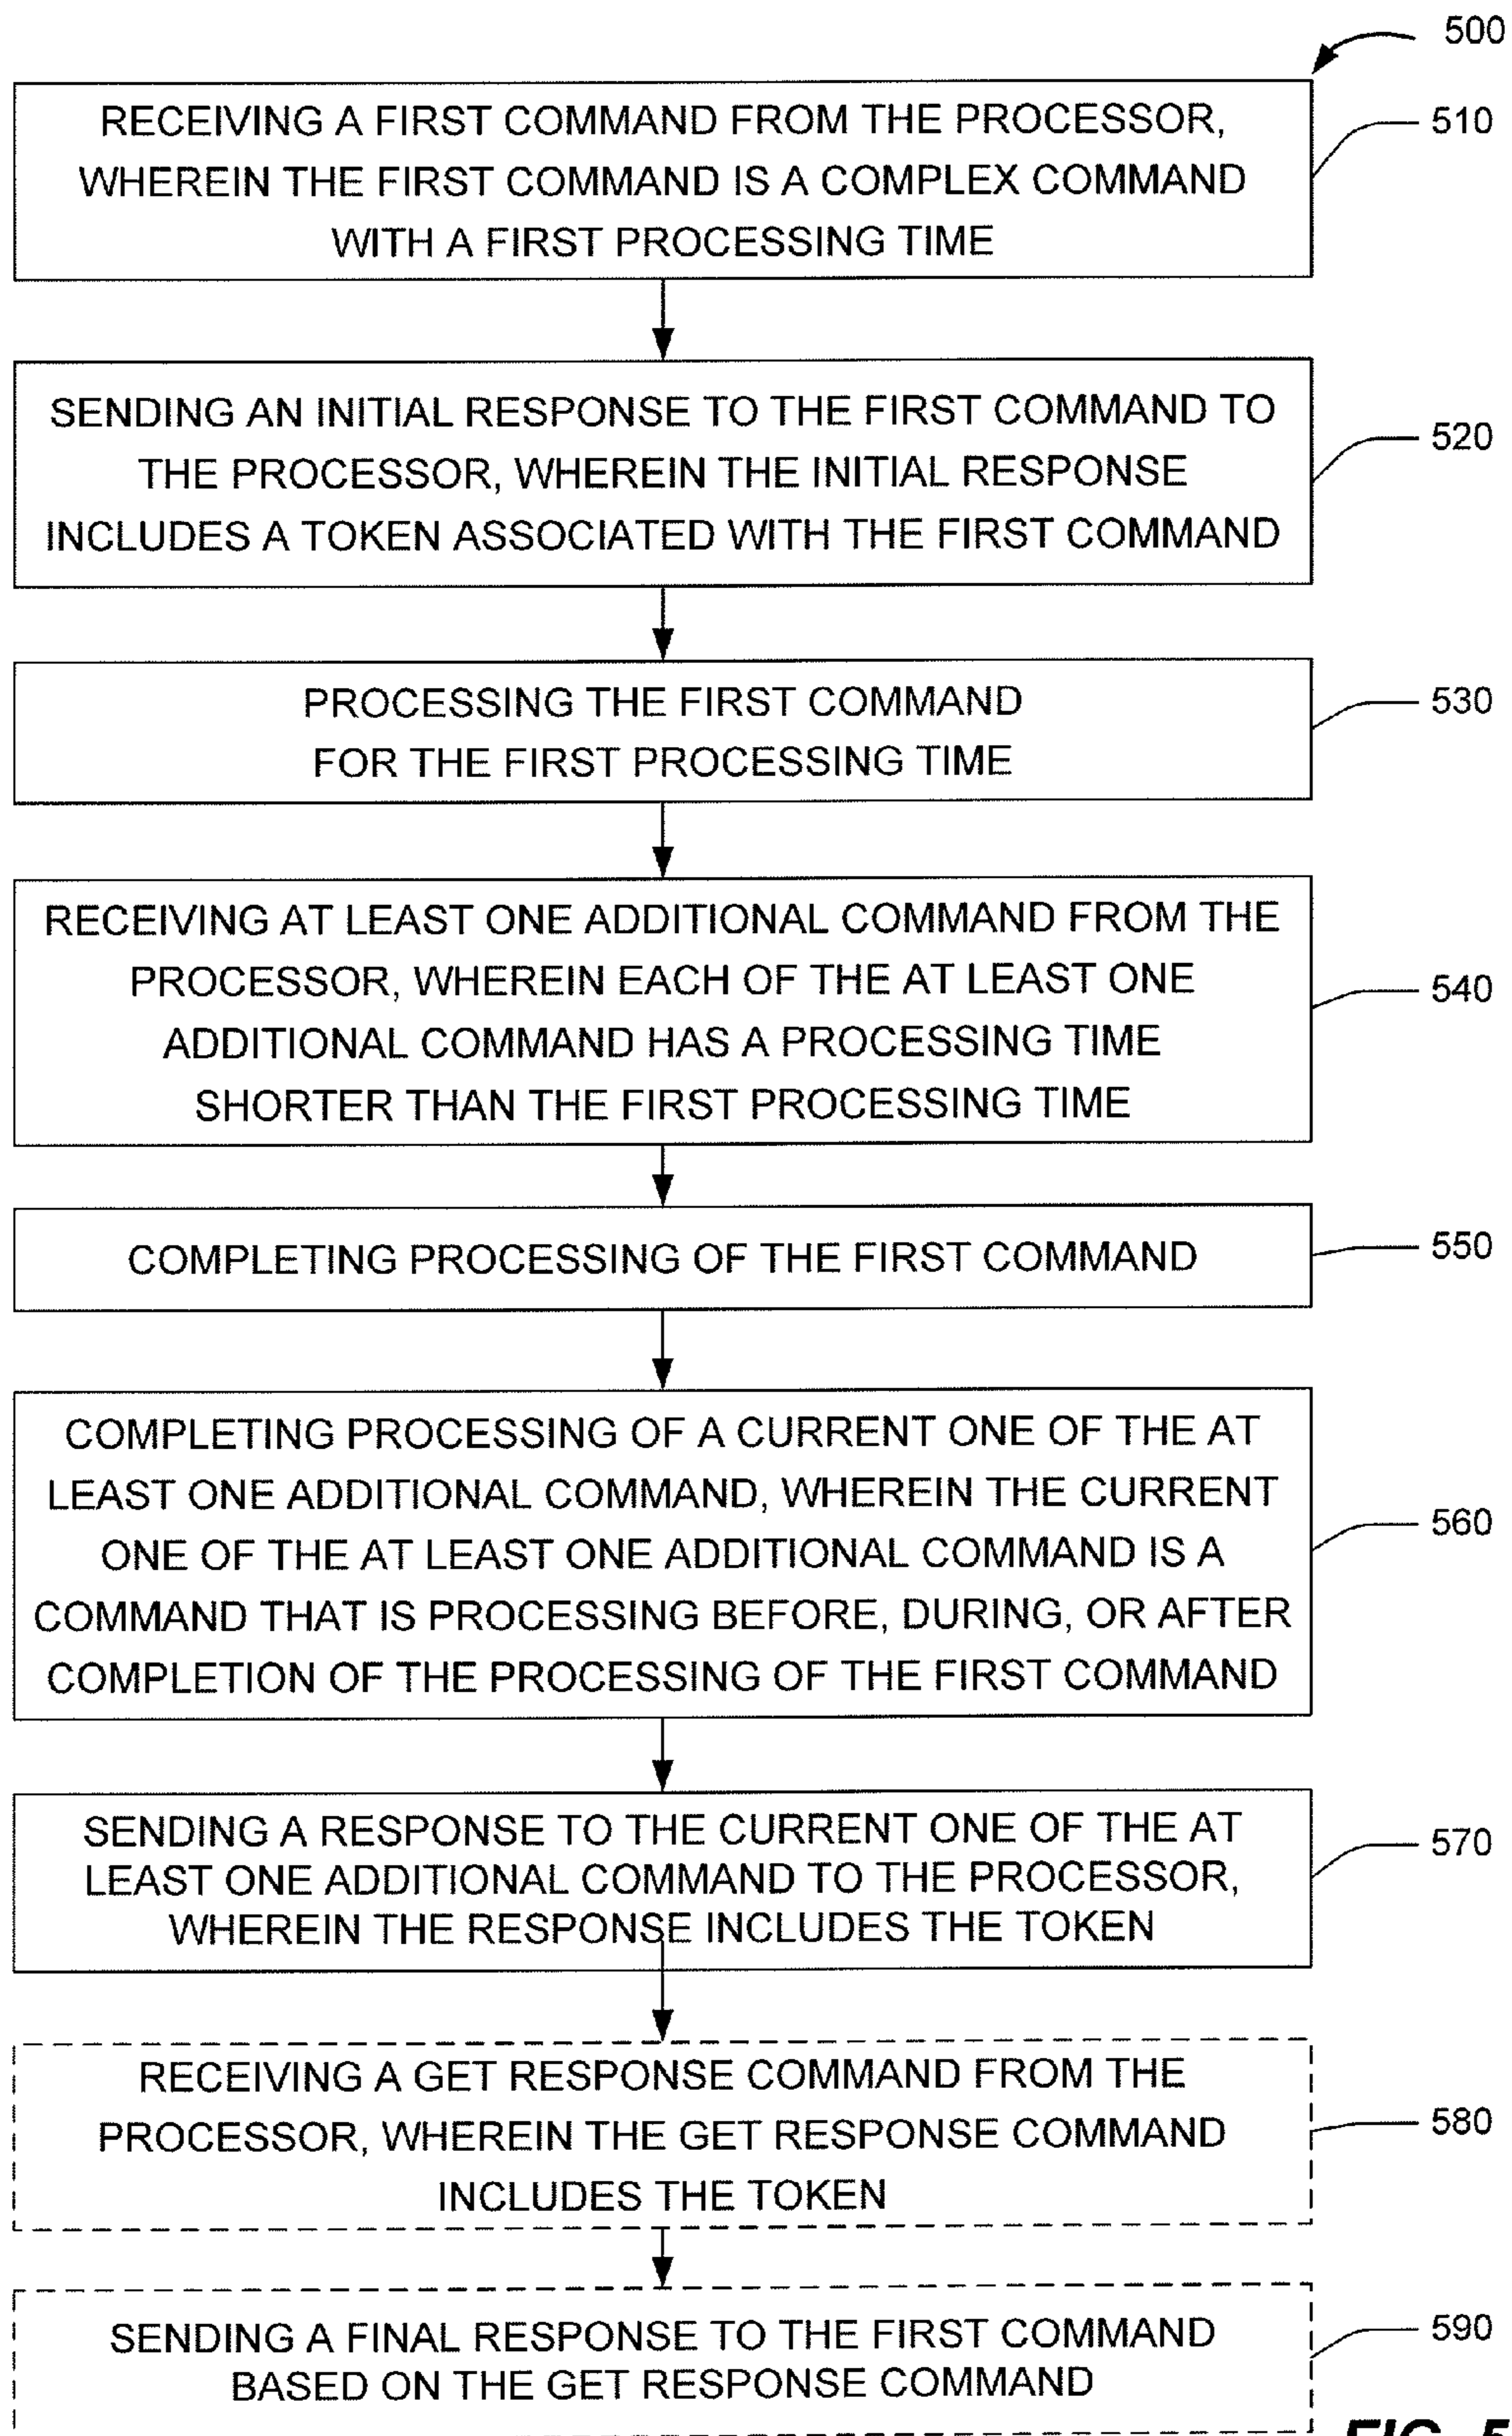 500
RECEIVING A FIRST COMMAND FROM THE PROCESSOR,
WHEREIN THE FIRST COMMAND IS A COMPLEX COMMAND
WITH A FIRST PROCESSING TIME
510
SENDING AN INITIAL RESPONSE TO THE FIRST COMMAND TO
THE PROCESSOR, WHEREIN THE INITIAL RESPONSE
INCLUDES A TOKEN ASSOCIATED WITH THE FIRST COMMAND
520
PROCESSING THE FIRST COMMAND
FOR THE FIRST PROCESSING TIME
530
RECEIVING AT LEAST ONE ADDITIONAL COMMAND FROM THE
PROCESSOR, WHEREIN EACH OF THE AT LEAST ONE
ADDITIONAL COMMAND HAS A PROCESSING TIME
SHORTER THAN THE FIRST PROCESSING TIME
540
COMPLETING PROCESSING OF THE FIRST COMMAND
550
COMPLETING PROCESSING OF A CURRENT ONE OF THE AT
LEAST ONE ADDITIONAL COMMAND, WHEREIN THE CURRENT
ONE OF THE AT LEAST ONE ADDITIONAL COMMAND IS A
COMMAND THAT IS PROCESSING BEFORE, DURING, OR AFTER
COMPLETION OF THE PROCESSING OF THE FIRST COMMAND
560
SENDING A RESPONSE TO THE CURRENT ONE OF THE AT
LEAST ONE ADDITIONAL COMMAND TO THE PROCESSOR,
WHEREIN THE RESPONSE INCLUDES THE TOKEN
570
RECEIVING A GET RESPONSE COMMAND FROM THE
PROCESSOR, WHEREIN THE GET RESPONSE COMMAND
INCLUDES THE TOKEN
580
SENDING A FINAL RESPONSE TO THE FIRST COMMAND
BASED ON THE GET RESPONSE COMMAND
590
FIG. 5